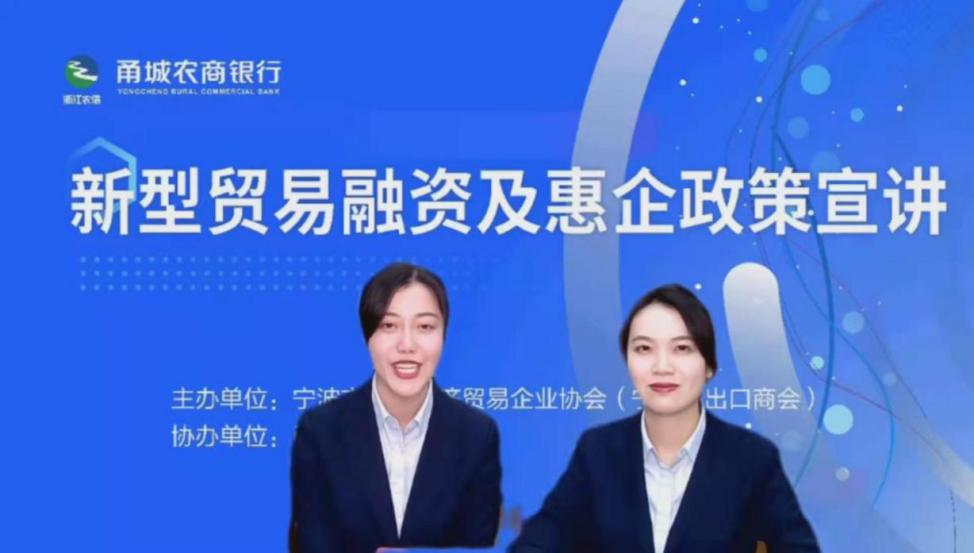 甬城农商银行
YONGCHENG RURAL COMMERCIAL BANK
浙江农信
新型贸易融资及惠企政策宣讲
主办单位：宁波 贸易企业协会（ 出口商会）
协办单位：